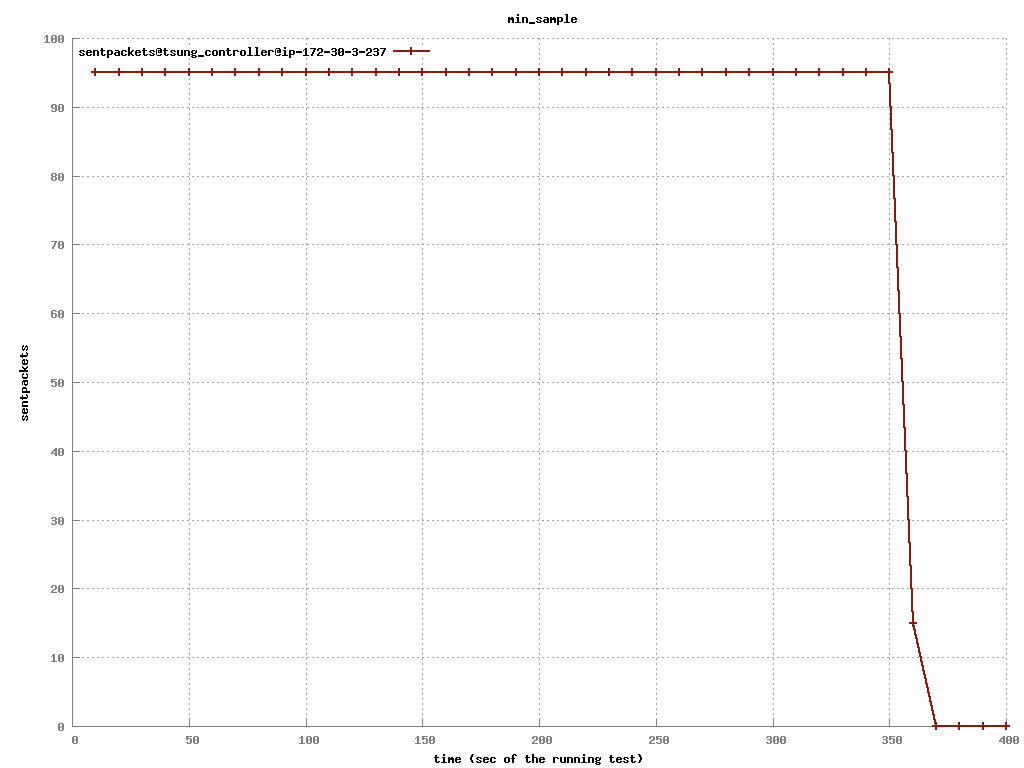 min_sample
sentpackets@tsung_controller@ip-172-30-3-237
100
90
80
70
60
50
40
30
20
10
0
sentpackets
0 50 100 150 200 250 300 350 400
time (sec of the running test)